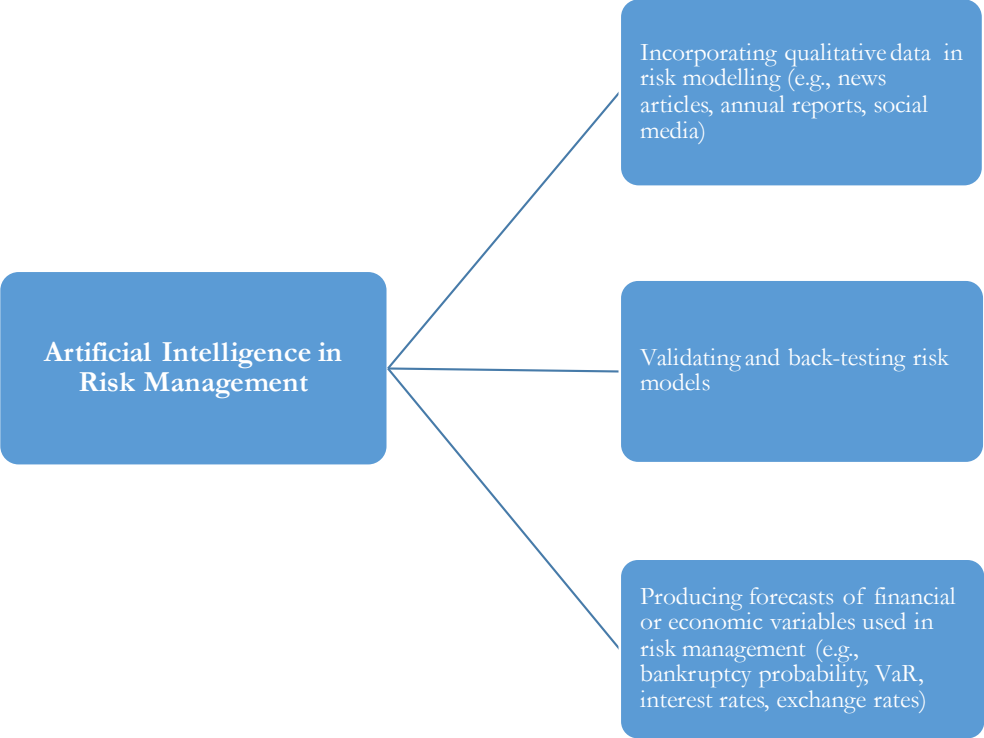 Incorporating qualitative data in
risk modelling (e.g., news
articles, annual reports, social
media)
Artificial Intelligence in
Risk Management
Validating and back-testing risk
models
Producing forecasts of financial
or economic variables used in
risk management (e.g.,
bankruptcy probability, VaR,
interest rates, exchange rates)